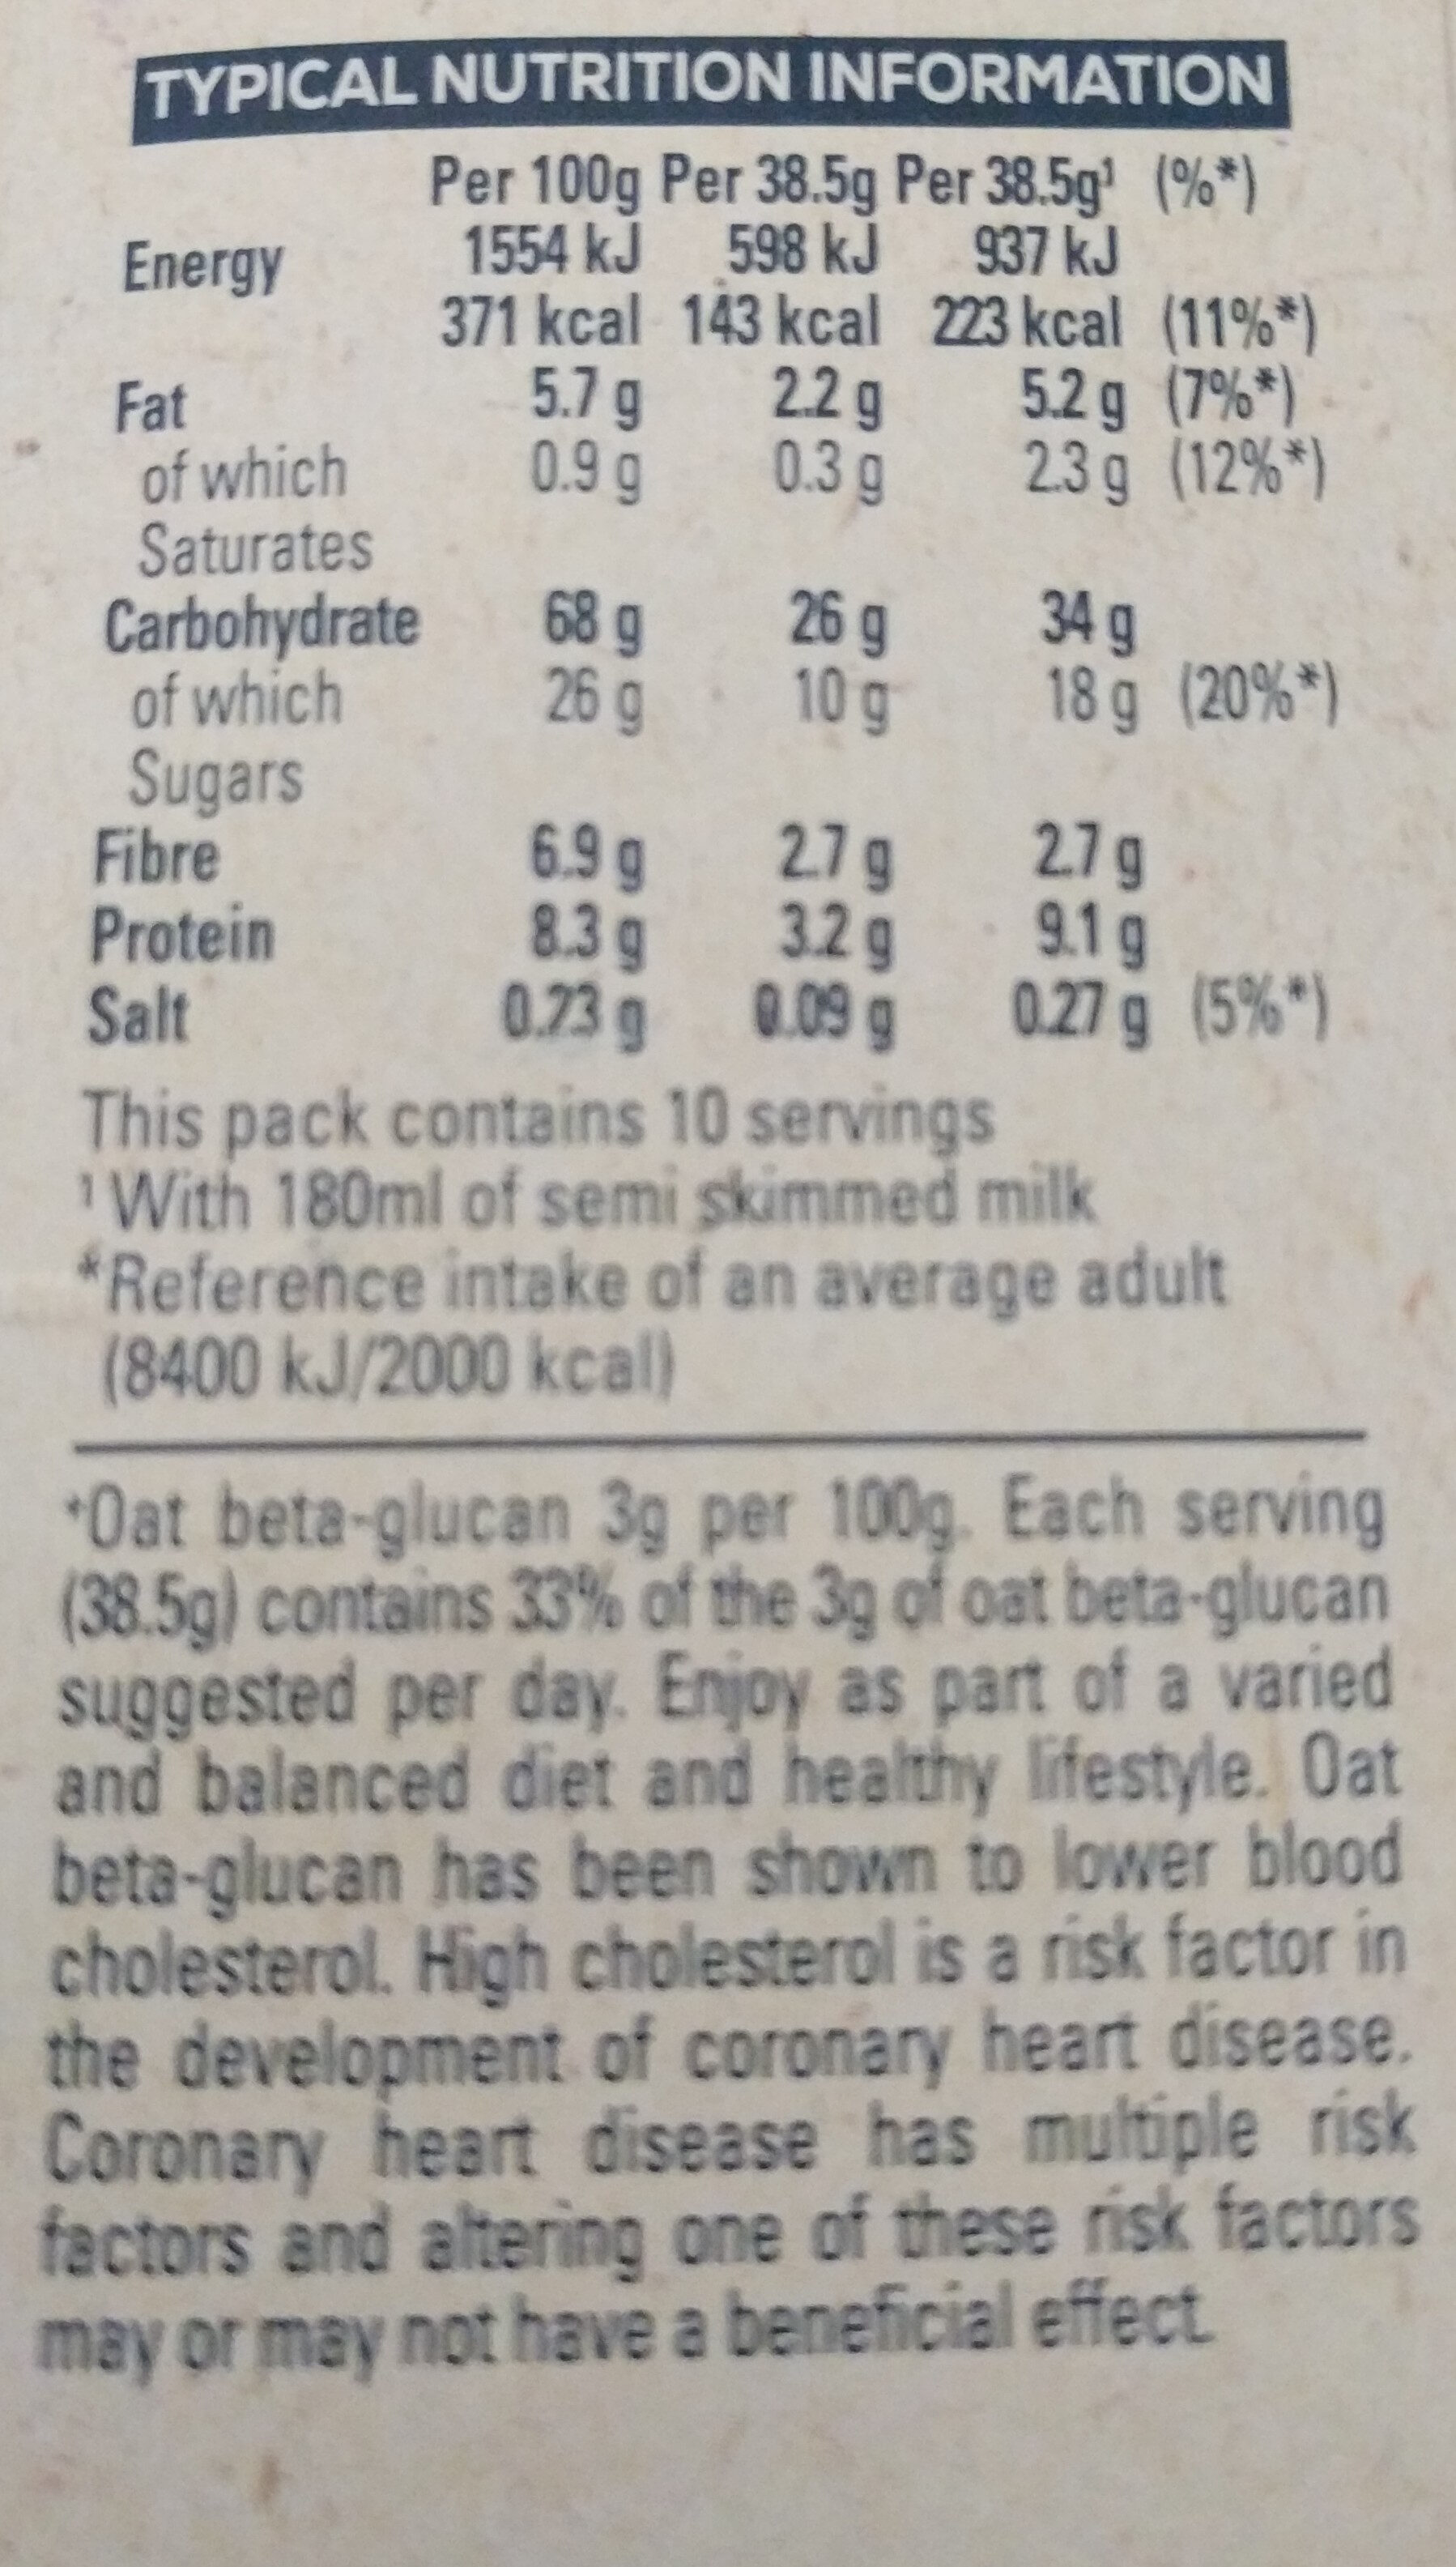 TYPICAL NUTRITION INFORMATION
Per 100g Per 38.5g Per 38.5g¹ (%*)
Energy 1554 kJ 598 kJ 937 kJ
371 kcal 143 kcal 223 kcal (11%*)
Fat 5.7 g 2.2 g 5.2 g (7%*)
of which 0.9 g 0.3 g 2.3 g (12%*)
Saturates
Carbohydrate 68 g 26 g 34 g
of which 26 g 10 g 18 g (20%*)
Sugars
Fibre 6.9 g 2.7 g 2.7 g
Protein 8.3 g 3.2 g 9.1 g
Salt 0.23 g 0.09 g 0.27 g (5%*)
This pack contains 10 servings
¹ With 180ml of semi skimmed milk
*Reference intake of an average adult
(8400 kJ/2000 kcal)
⁺Oat beta-glucan 3g per 100g. Each serving
(38.5g) contains 33% of the 3g of oat beta-glucan
suggested per day. Enjoy as part of a varied
and balanced diet and healthy lifestyle. Oat
beta-glucan has been shown to lower blood
cholesterol. High cholesterol is a risk factor in
the development of coronary heart disease.
Coronary heart disease has multiple risk
factors and altering one of these risk factors
may or may not have a beneficial effect.